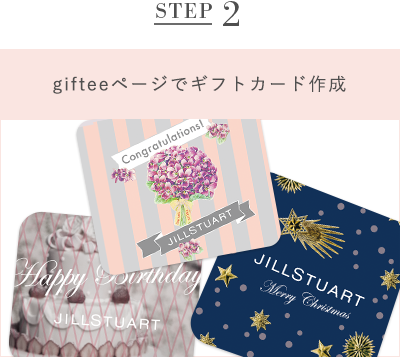 STEP 2
gifteeページでギフトカード作成
Congratulations!
JILLSTUART
Happy Birthday
JILLSTUART
JILLSTUART
Merry Christmas